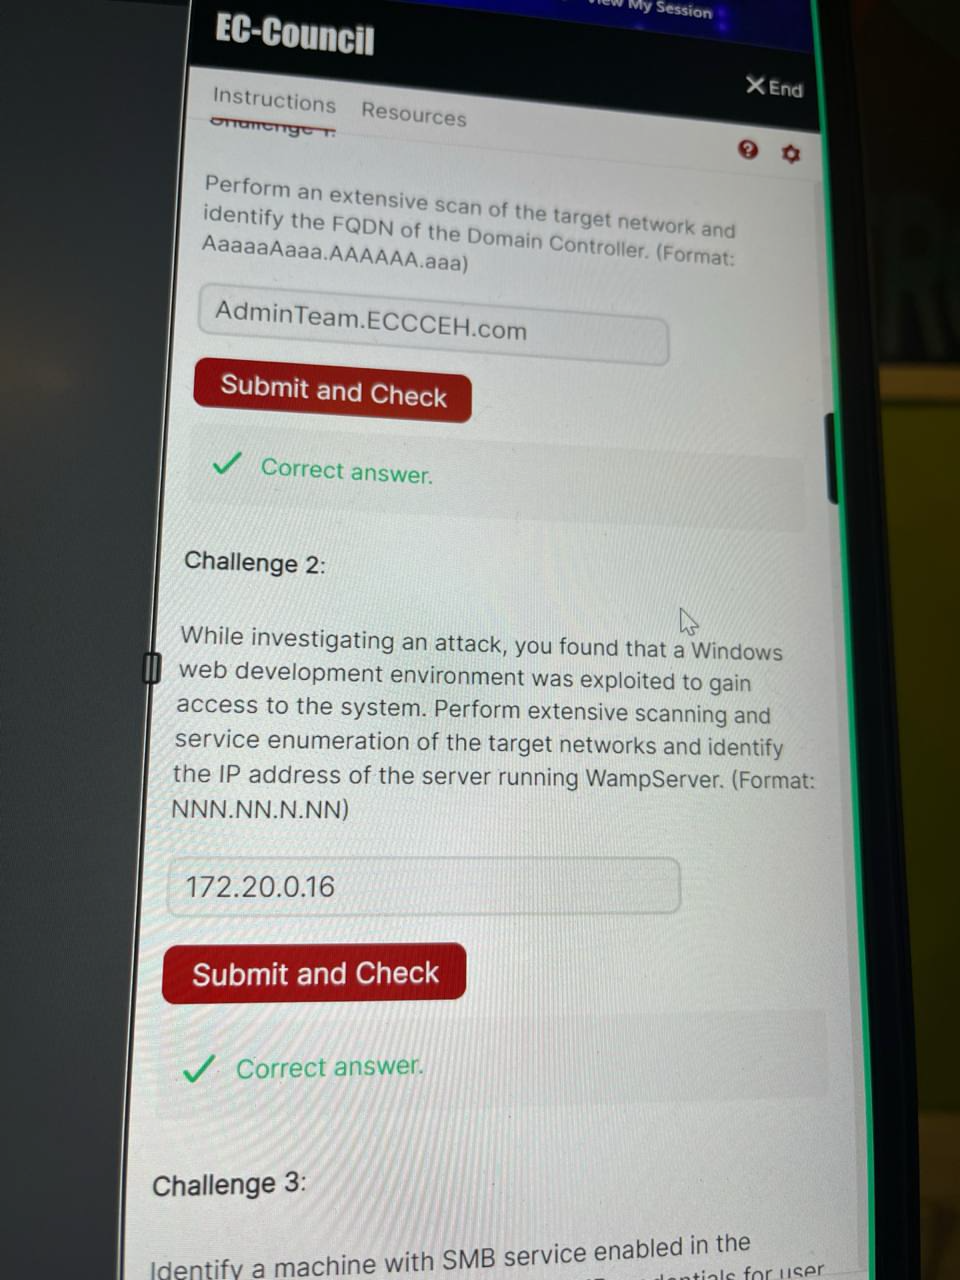 View My Session
EC-Council
End
Instructions Resources
Challenge 1:
Perform an extensive scan of the target network and
identify the FQDN of the Domain Controller. (Format:
AaaaaAaaa.AAAAAA.aaa)
AdminTeam.ECCCEH.com
Submit and Check
Correct answer.
Challenge 2:
While investigating an attack, you found that a Windows
web development environment was exploited to gain
access to the system. Perform extensive scanning and
service enumeration of the target networks and identify
the IP address of the server running WampServer. (Format:
NNN.NN.N.NN)
172.20.0.16
Submit and Check
Correct answer.
Challenge 3:
Identify a machine with SMB service enabled in the
for user